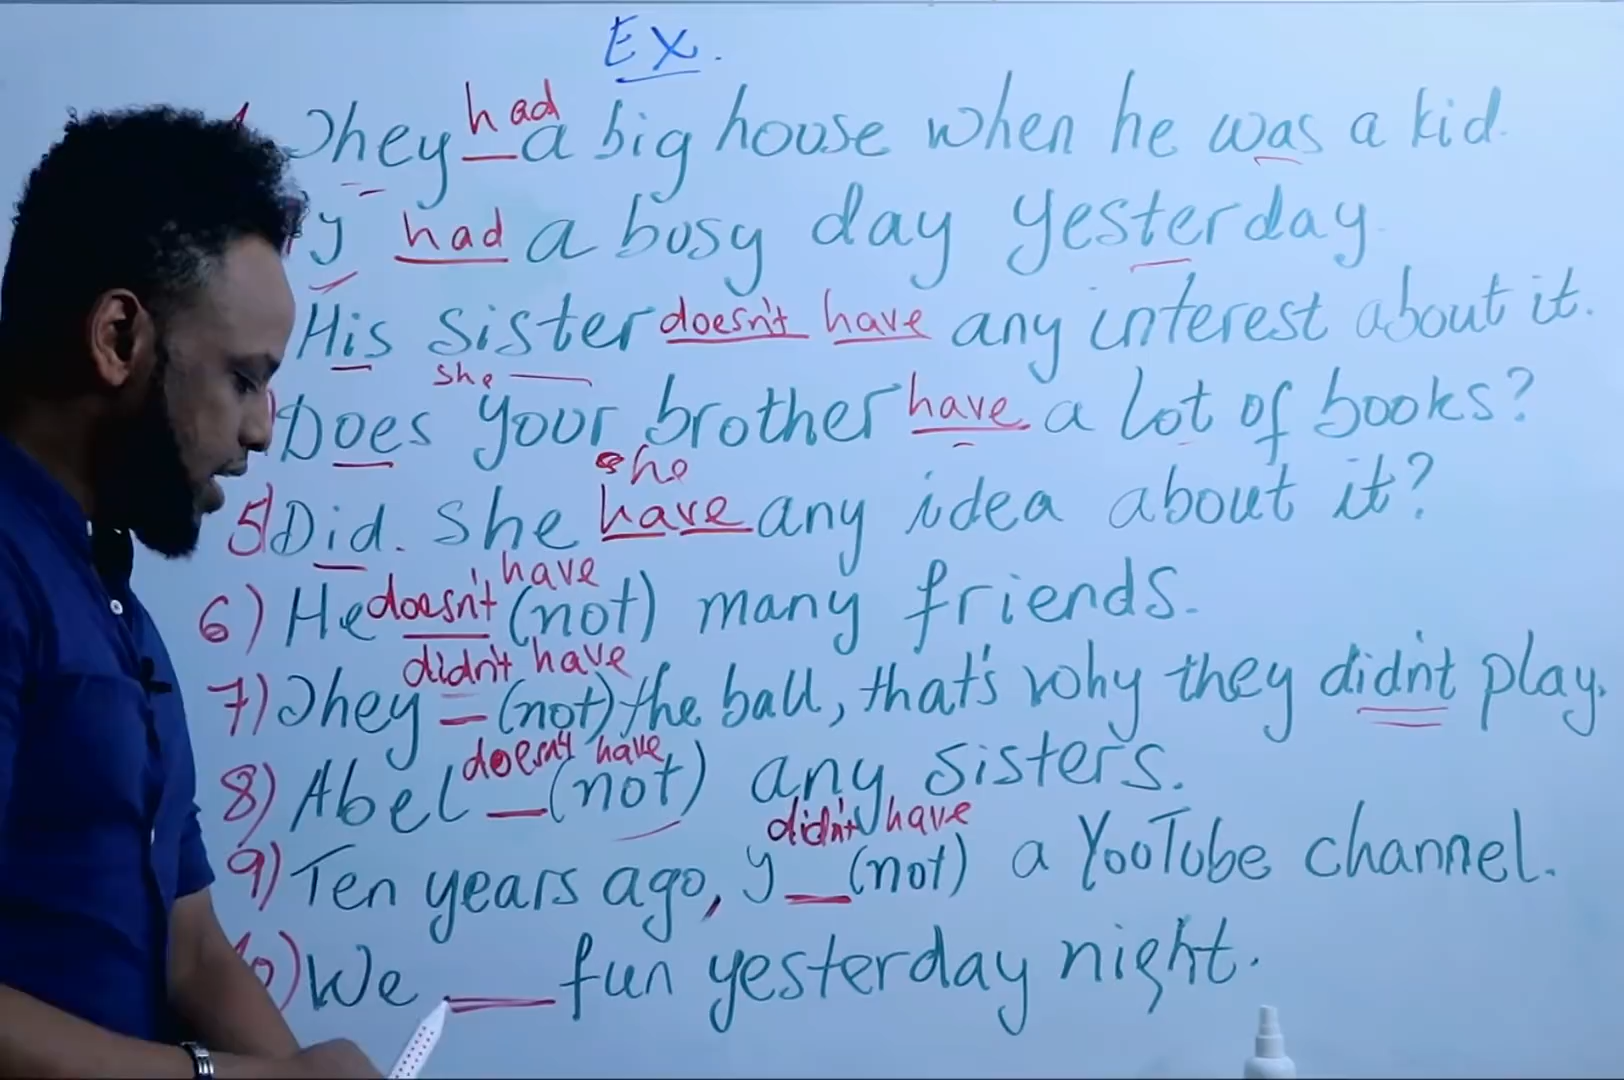 EX.
They had a big house when he was a kid.
I had a busy day yesterday.
His sister doesn't have any interest about it.
she
Does your brother have a lot of books?
he
5) Did she have any idea about it?
6) He doesn't have (not) many friends.
7) They didn't have (not) the ball, that's why they didn't play.
8) Abel doesn't have (not) any sisters.
9) Ten years ago, I didn't have (not) a YouTube channel.
10) We ___ fun yesterday night.